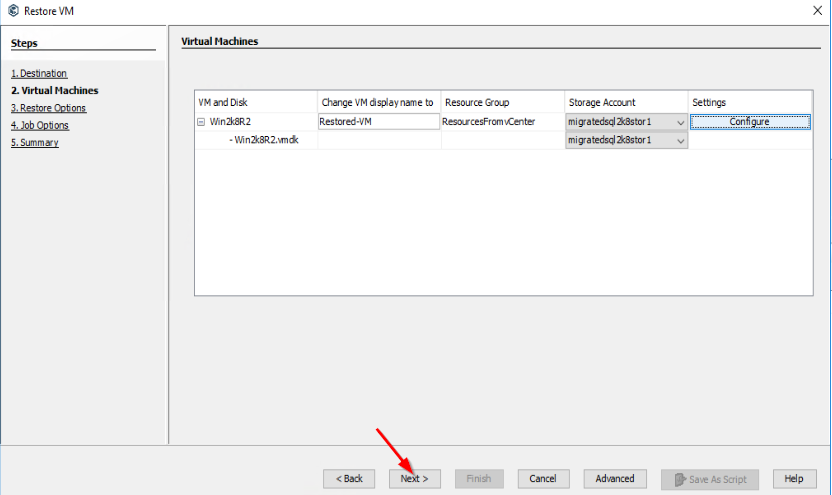 Restore VM
Steps
1. Destination
2. Virtual Machines
3. Restore Options
4. Job Options
5. Summary
Virtual Machines
VM and Disk Change VM display name to Resource Group Storage Account Settings
Win2k8R2 Restored-VM ResourcesFromvCenter migratedsql2k8stor1 Configure
- Win2k8R2.vmdk migratedsql2k8stor1
< Back Next > Finish Cancel Advanced Save As Script Help